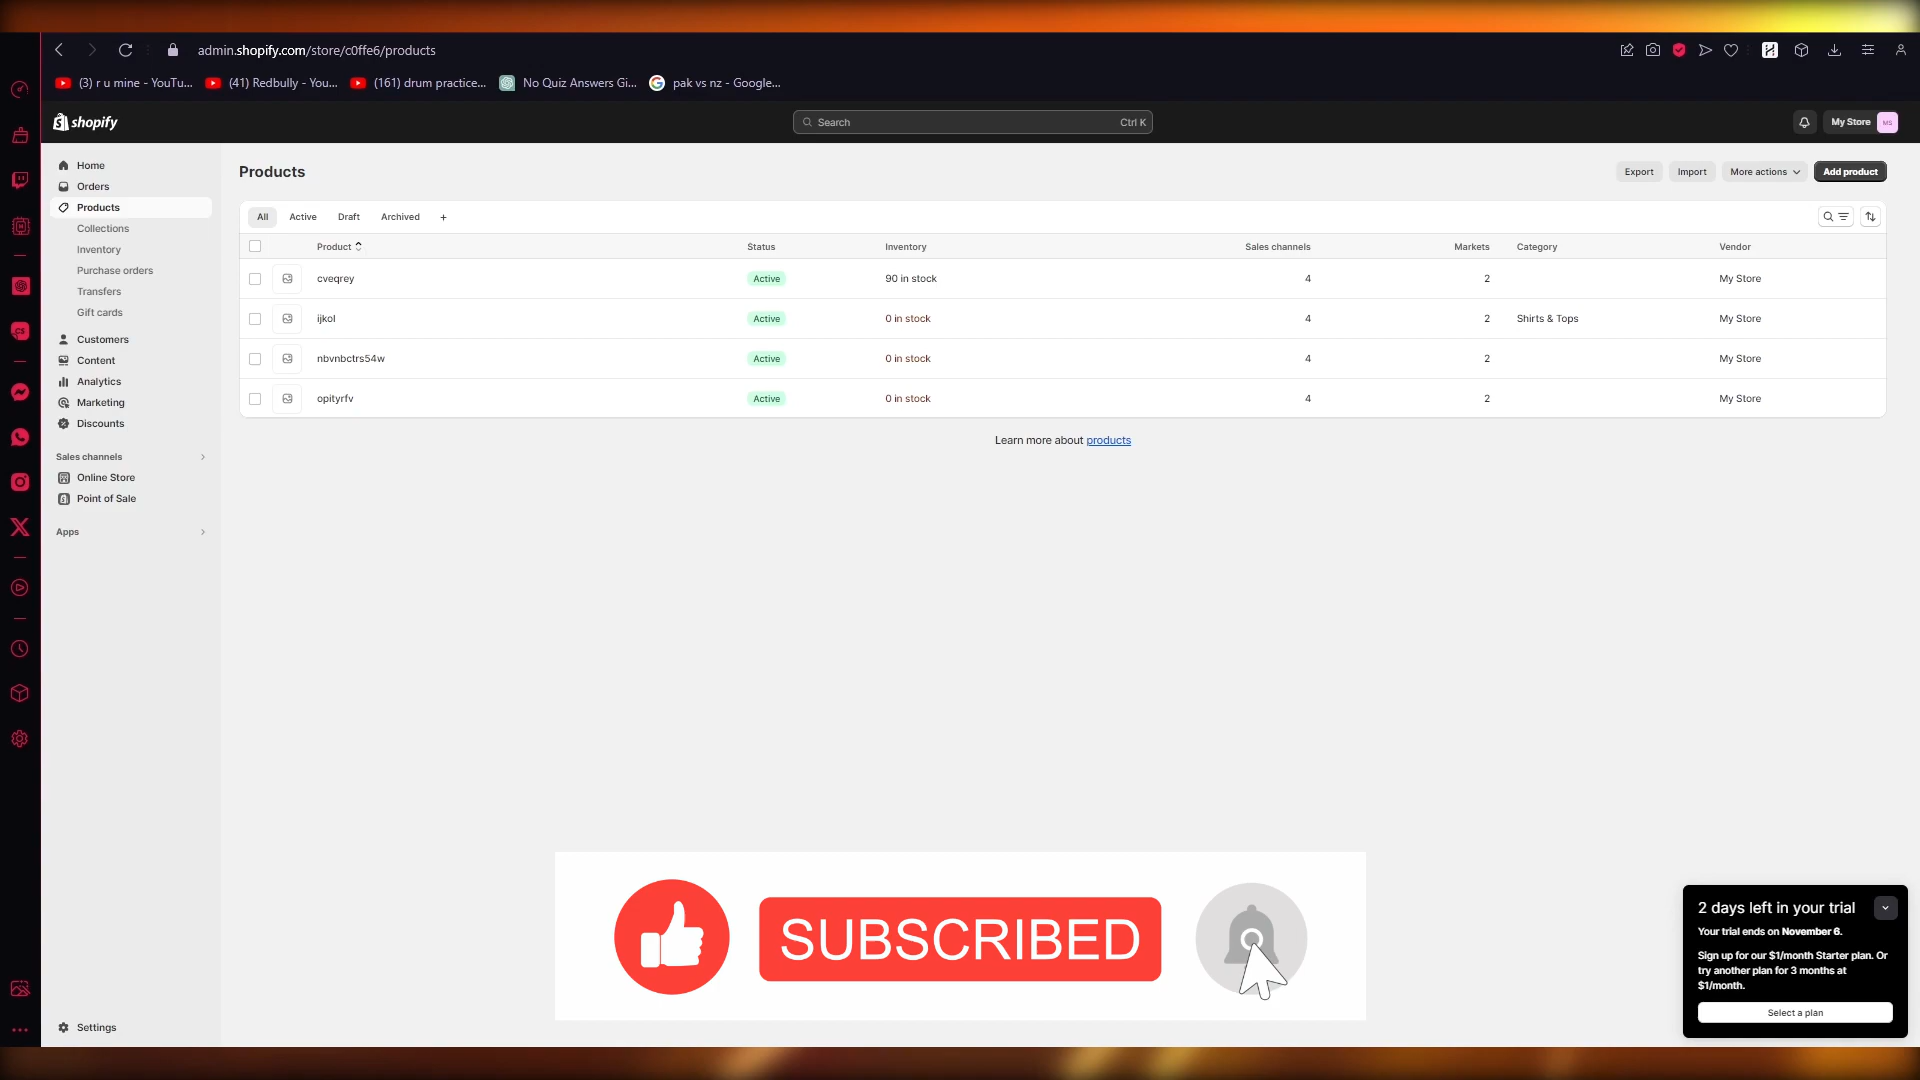 admin.shopify.com/store/c0ffe6/products
(3) r u mine - YouTu... (41) Redbully - You... (161) drum practice... No Quiz Answers Gi... pak vs nz - Google...
shopify
Search Ctrl K
My Store MS
Home
Orders
Products
Collections
Inventory
Purchase orders
Transfers
Gift cards
Customers
Content
Analytics
Marketing
Discounts
Sales channels
Online Store
Point of Sale
Apps
Settings
Products
Export Import More actions Add product
All Active Draft Archived +
Product Status Inventory Sales channels Markets Category Vendor
cveqrey Active 90 in stock 4 2 My Store
ijkol Active 0 in stock 4 2 Shirts & Tops My Store
nbvnbctrs54w Active 0 in stock 4 2 My Store
opityrfv Active 0 in stock 4 2 My Store
Learn more about products
SUBSCRIBED
2 days left in your trial
Your trial ends on November 6.
Sign up for our $1/month Starter plan. Or
try another plan for 3 months at
$1/month.
Select a plan